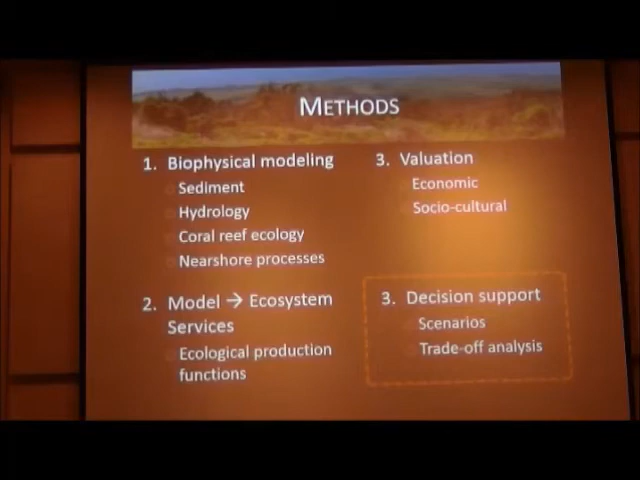 METHODS
1. Biophysical modeling
Sediment
Hydrology
Coral reef ecology
Nearshore processes
2. Model → Ecosystem
Services
Ecological production
functions
3. Valuation
Economic
Socio-cultural
3. Decision support
Scenarios
Trade-off analysis